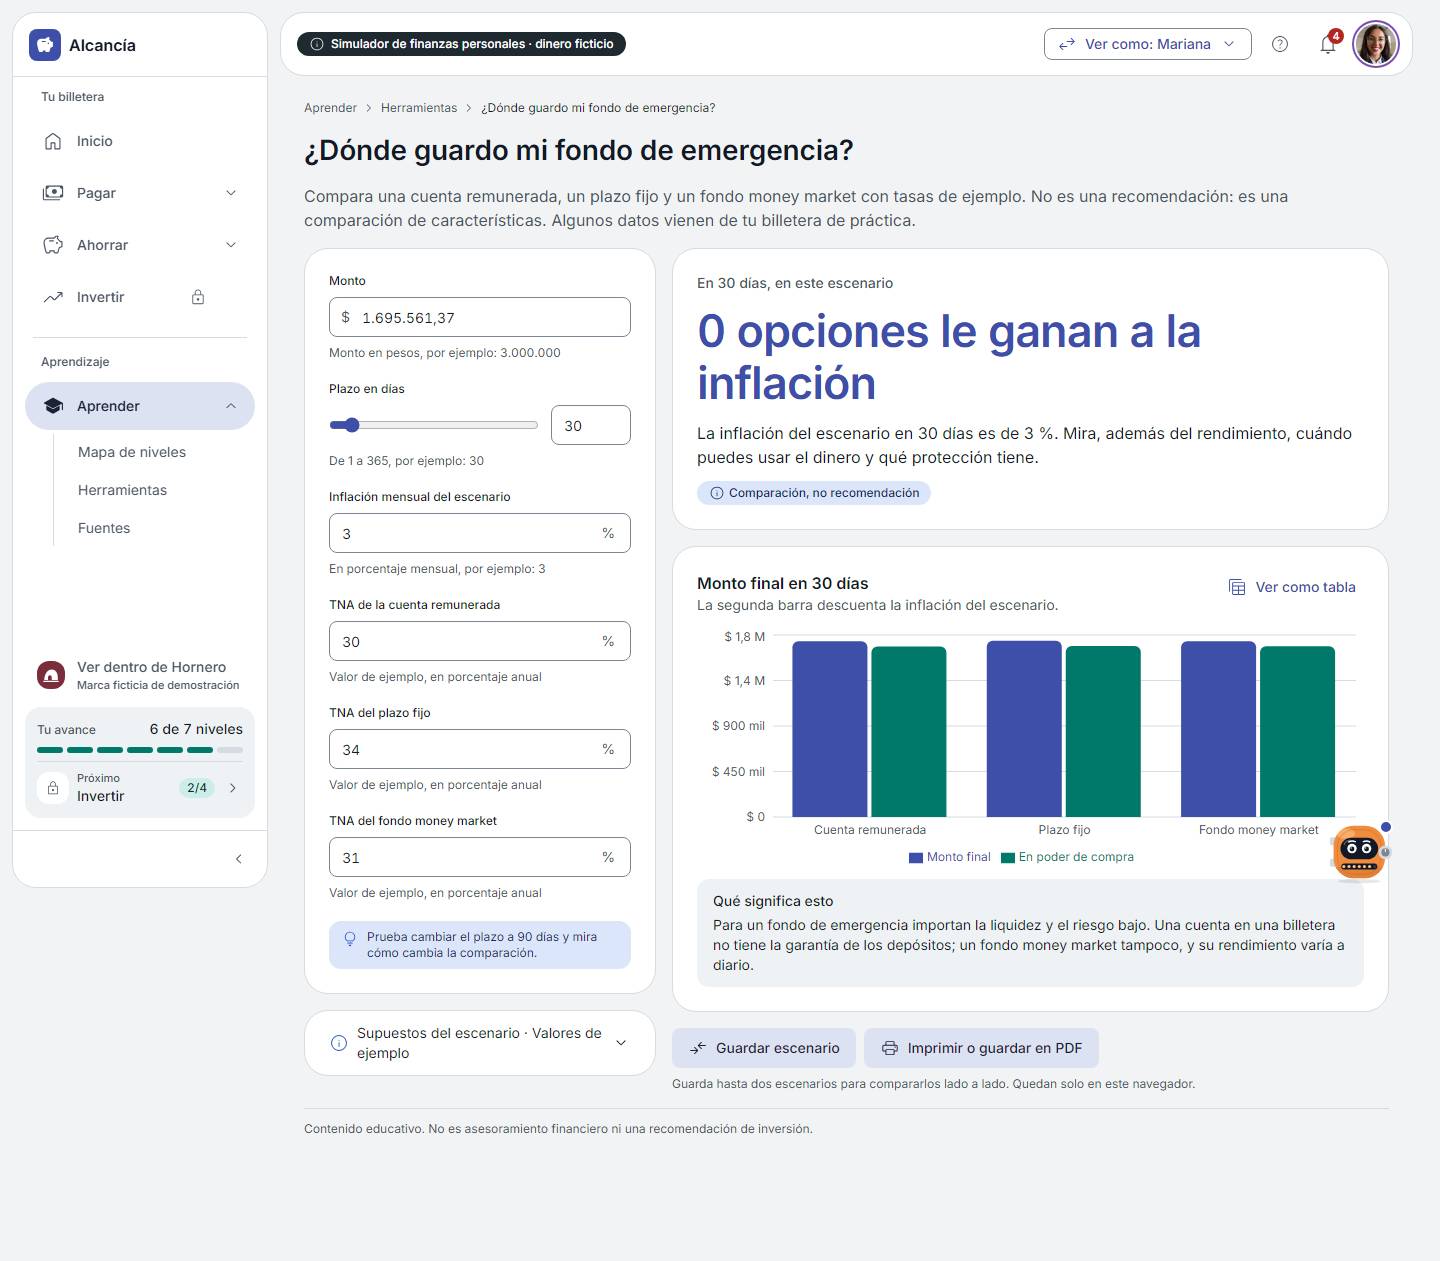 Alcancía
Simulador de finanzas personales · dinero ficticio
Ver como: Mariana
4
Tu billetera
Inicio
Pagar
Ahorrar
Invertir
Aprendizaje
Aprender
Mapa de niveles
Herramientas
Fuentes
Ver dentro de Hornero
Marca ficticia de demostración
Tu avance
6 de 7 niveles
Próximo
Invertir
2/4
Aprender > Herramientas > ¿Dónde guardo mi fondo de emergencia?
¿Dónde guardo mi fondo de emergencia?
Compara una cuenta remunerada, un plazo fijo y un fondo money market con tasas de ejemplo. No es una recomendación: es una
comparación de características. Algunos datos vienen de tu billetera de práctica.
Monto
$ 1.695.561,37
Monto en pesos, por ejemplo: 3.000.000
Plazo en días
30
De 1 a 365, por ejemplo: 30
Inflación mensual del escenario
3 %
En porcentaje mensual, por ejemplo: 3
TNA de la cuenta remunerada
30 %
Valor de ejemplo, en porcentaje anual
TNA del plazo fijo
34 %
Valor de ejemplo, en porcentaje anual
TNA del fondo money market
31 %
Valor de ejemplo, en porcentaje anual
Prueba cambiar el plazo a 90 días y mira
cómo cambia la comparación.
Supuestos del escenario · Valores de
ejemplo
En 30 días, en este escenario
0 opciones le ganan a la
inflación
La inflación del escenario en 30 días es de 3 %. Mira, además del rendimiento, cuándo
puedes usar el dinero y qué protección tiene.
Comparación, no recomendación
Monto final en 30 días
Ver como tabla
La segunda barra descuenta la inflación del escenario.
$ 1,8 M
$ 1,4 M
$ 900 mil
$ 450 mil
$ 0
Cuenta remunerada
Plazo fijo
Fondo money market
Monto final
En poder de compra
Qué significa esto
Para un fondo de emergencia importan la liquidez y el riesgo bajo. Una cuenta en una billetera
no tiene la garantía de los depósitos; un fondo money market tampoco, y su rendimiento varía a
diario.
Guardar escenario
Imprimir o guardar en PDF
Guarda hasta dos escenarios para compararlos lado a lado. Quedan solo en este navegador.
Contenido educativo. No es asesoramiento financiero ni una recomendación de inversión.